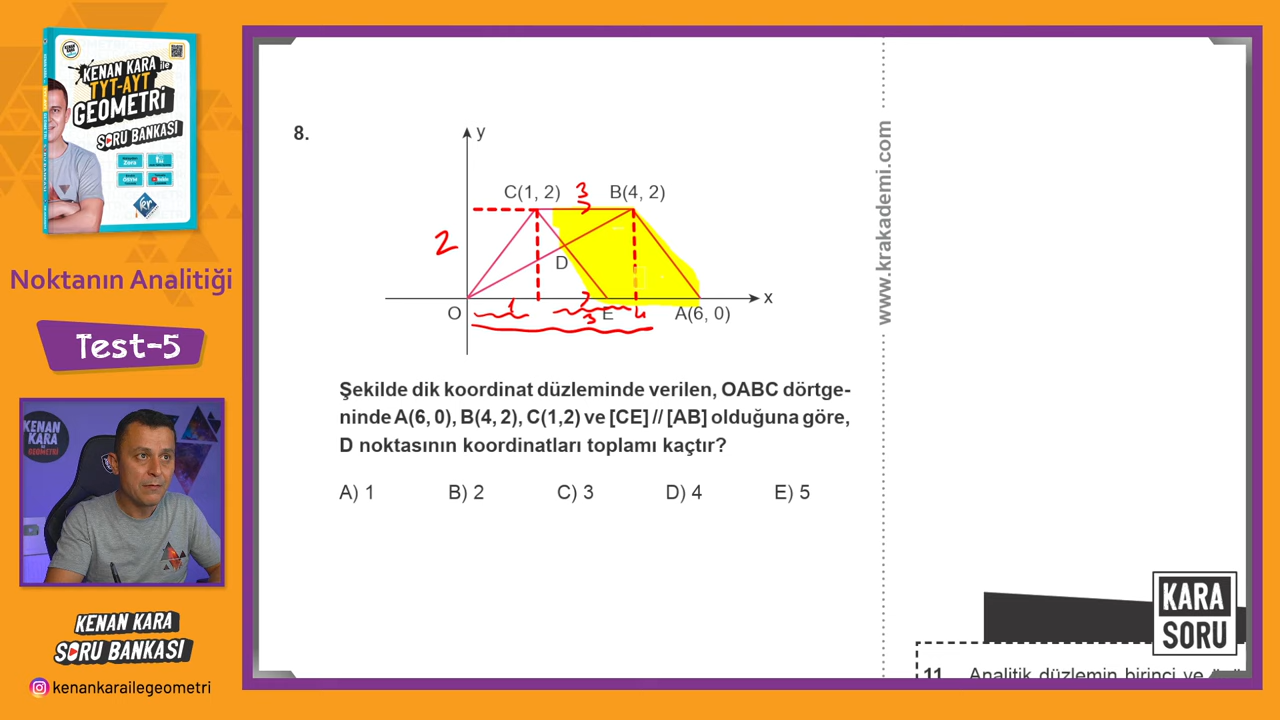 KENAN KARA ile
TYT-AYT
GEOMETRİ
SORU BANKASI
Noktanın Analitiği
Test-5
KENAN KARA
SORU BANKASI
kenankarailegeometri
8.
y
C(1, 2)
3
B(4, 2)
2
D
x
O
1
3
E
4
A(6, 0)
Şekilde dik koordinat düzleminde verilen, OABC dörtge-
ninde A(6, 0), B(4, 2), C(1,2) ve [CE] // [AB] olduğuna göre,
D noktasının koordinatları toplamı kaçtır?
A) 1 B) 2 C) 3 D) 4 E) 5
www.krakademi.com
KARA
SORU
11. Analitik düzlemin birinci ve